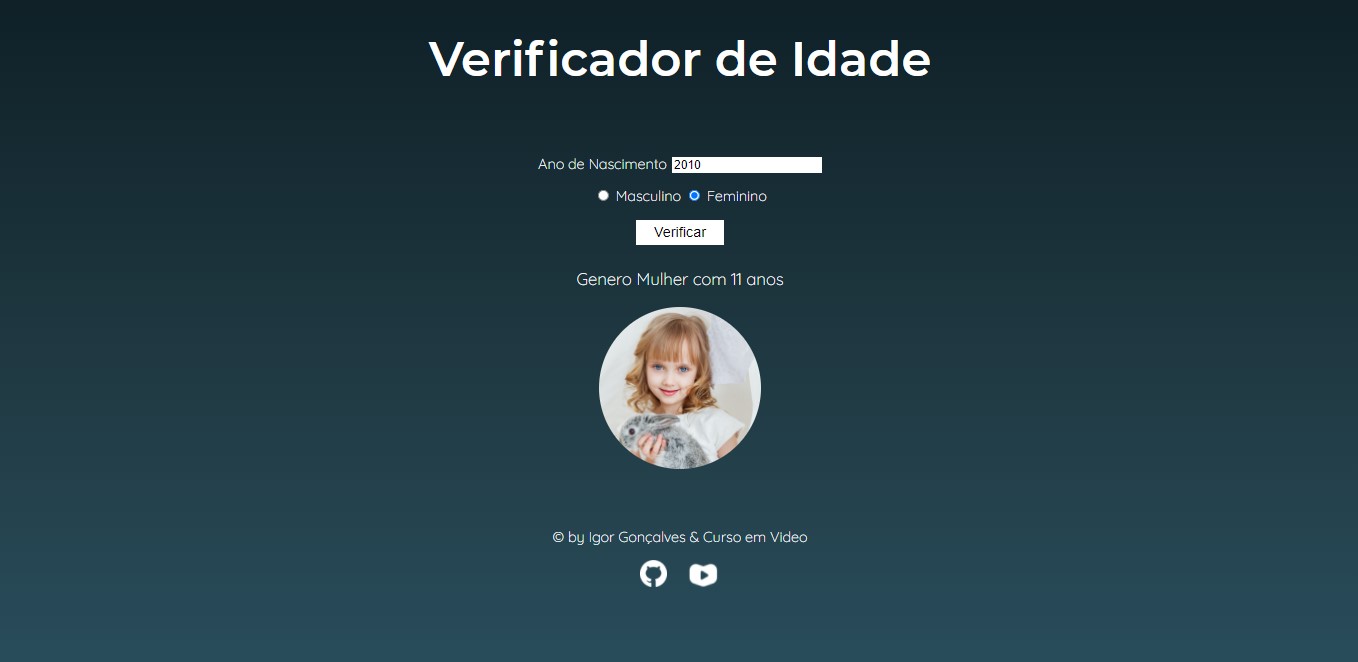 Verificador de Idade
Ano de Nascimento 2010
Masculino Feminino
Verificar
Genero Mulher com 11 anos
© by Igor Gonçalves & Curso em VIdeo